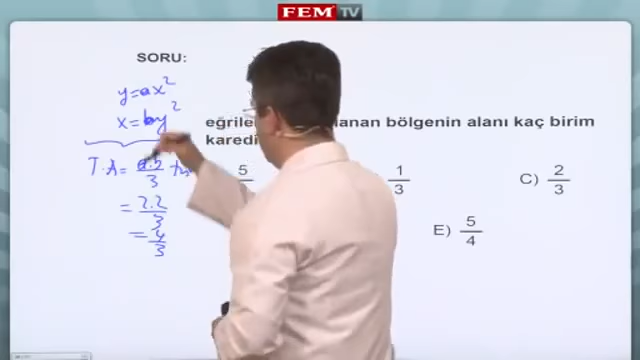 FEM TV
SORU:
y=ax²
x=by²
eğrile anan bölgenin alanı kaç birim
karedi
T.A= a.b/3
= 2.2/3
= 4/3
5
1/3
C) 2/3
E) 5/4